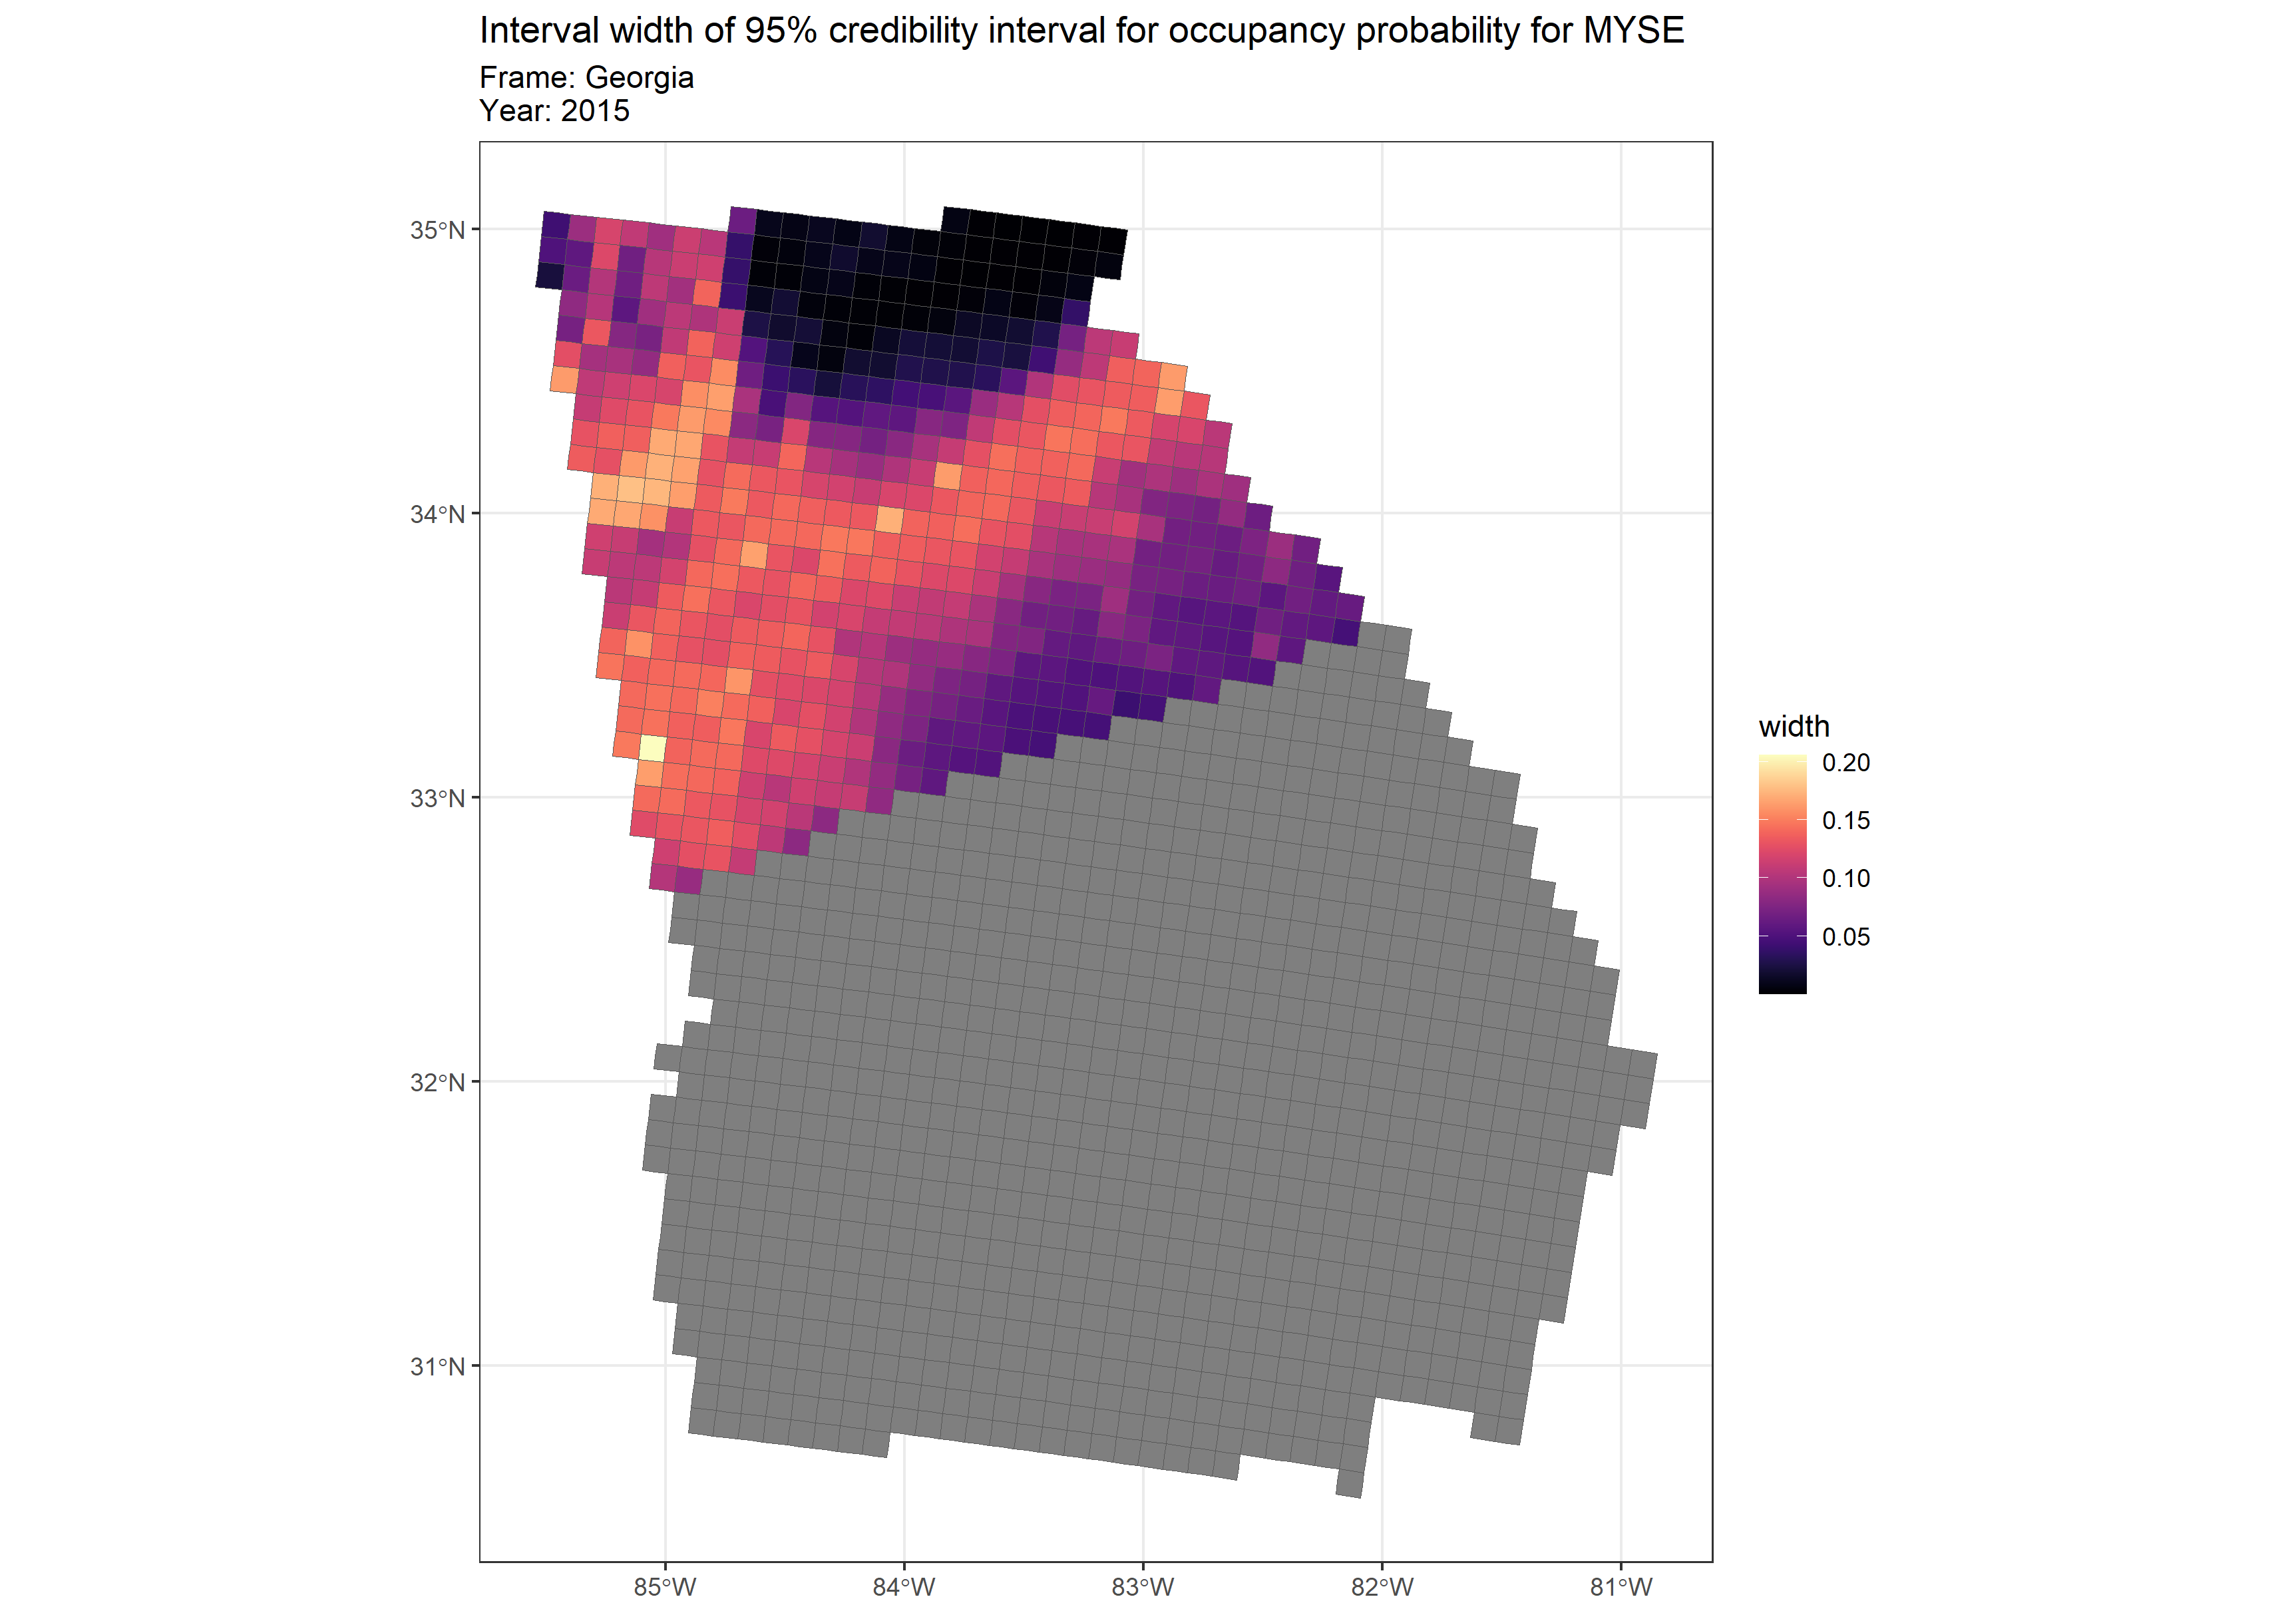 Interval width of 95% credibility interval for occupancy probability for MYSE
Frame: Georgia
Year: 2015
35°N
34°N
33°N
32°N
31°N
85°W
84°W
83°W
82°W
81°W
width
0.20
0.15
0.10
0.05